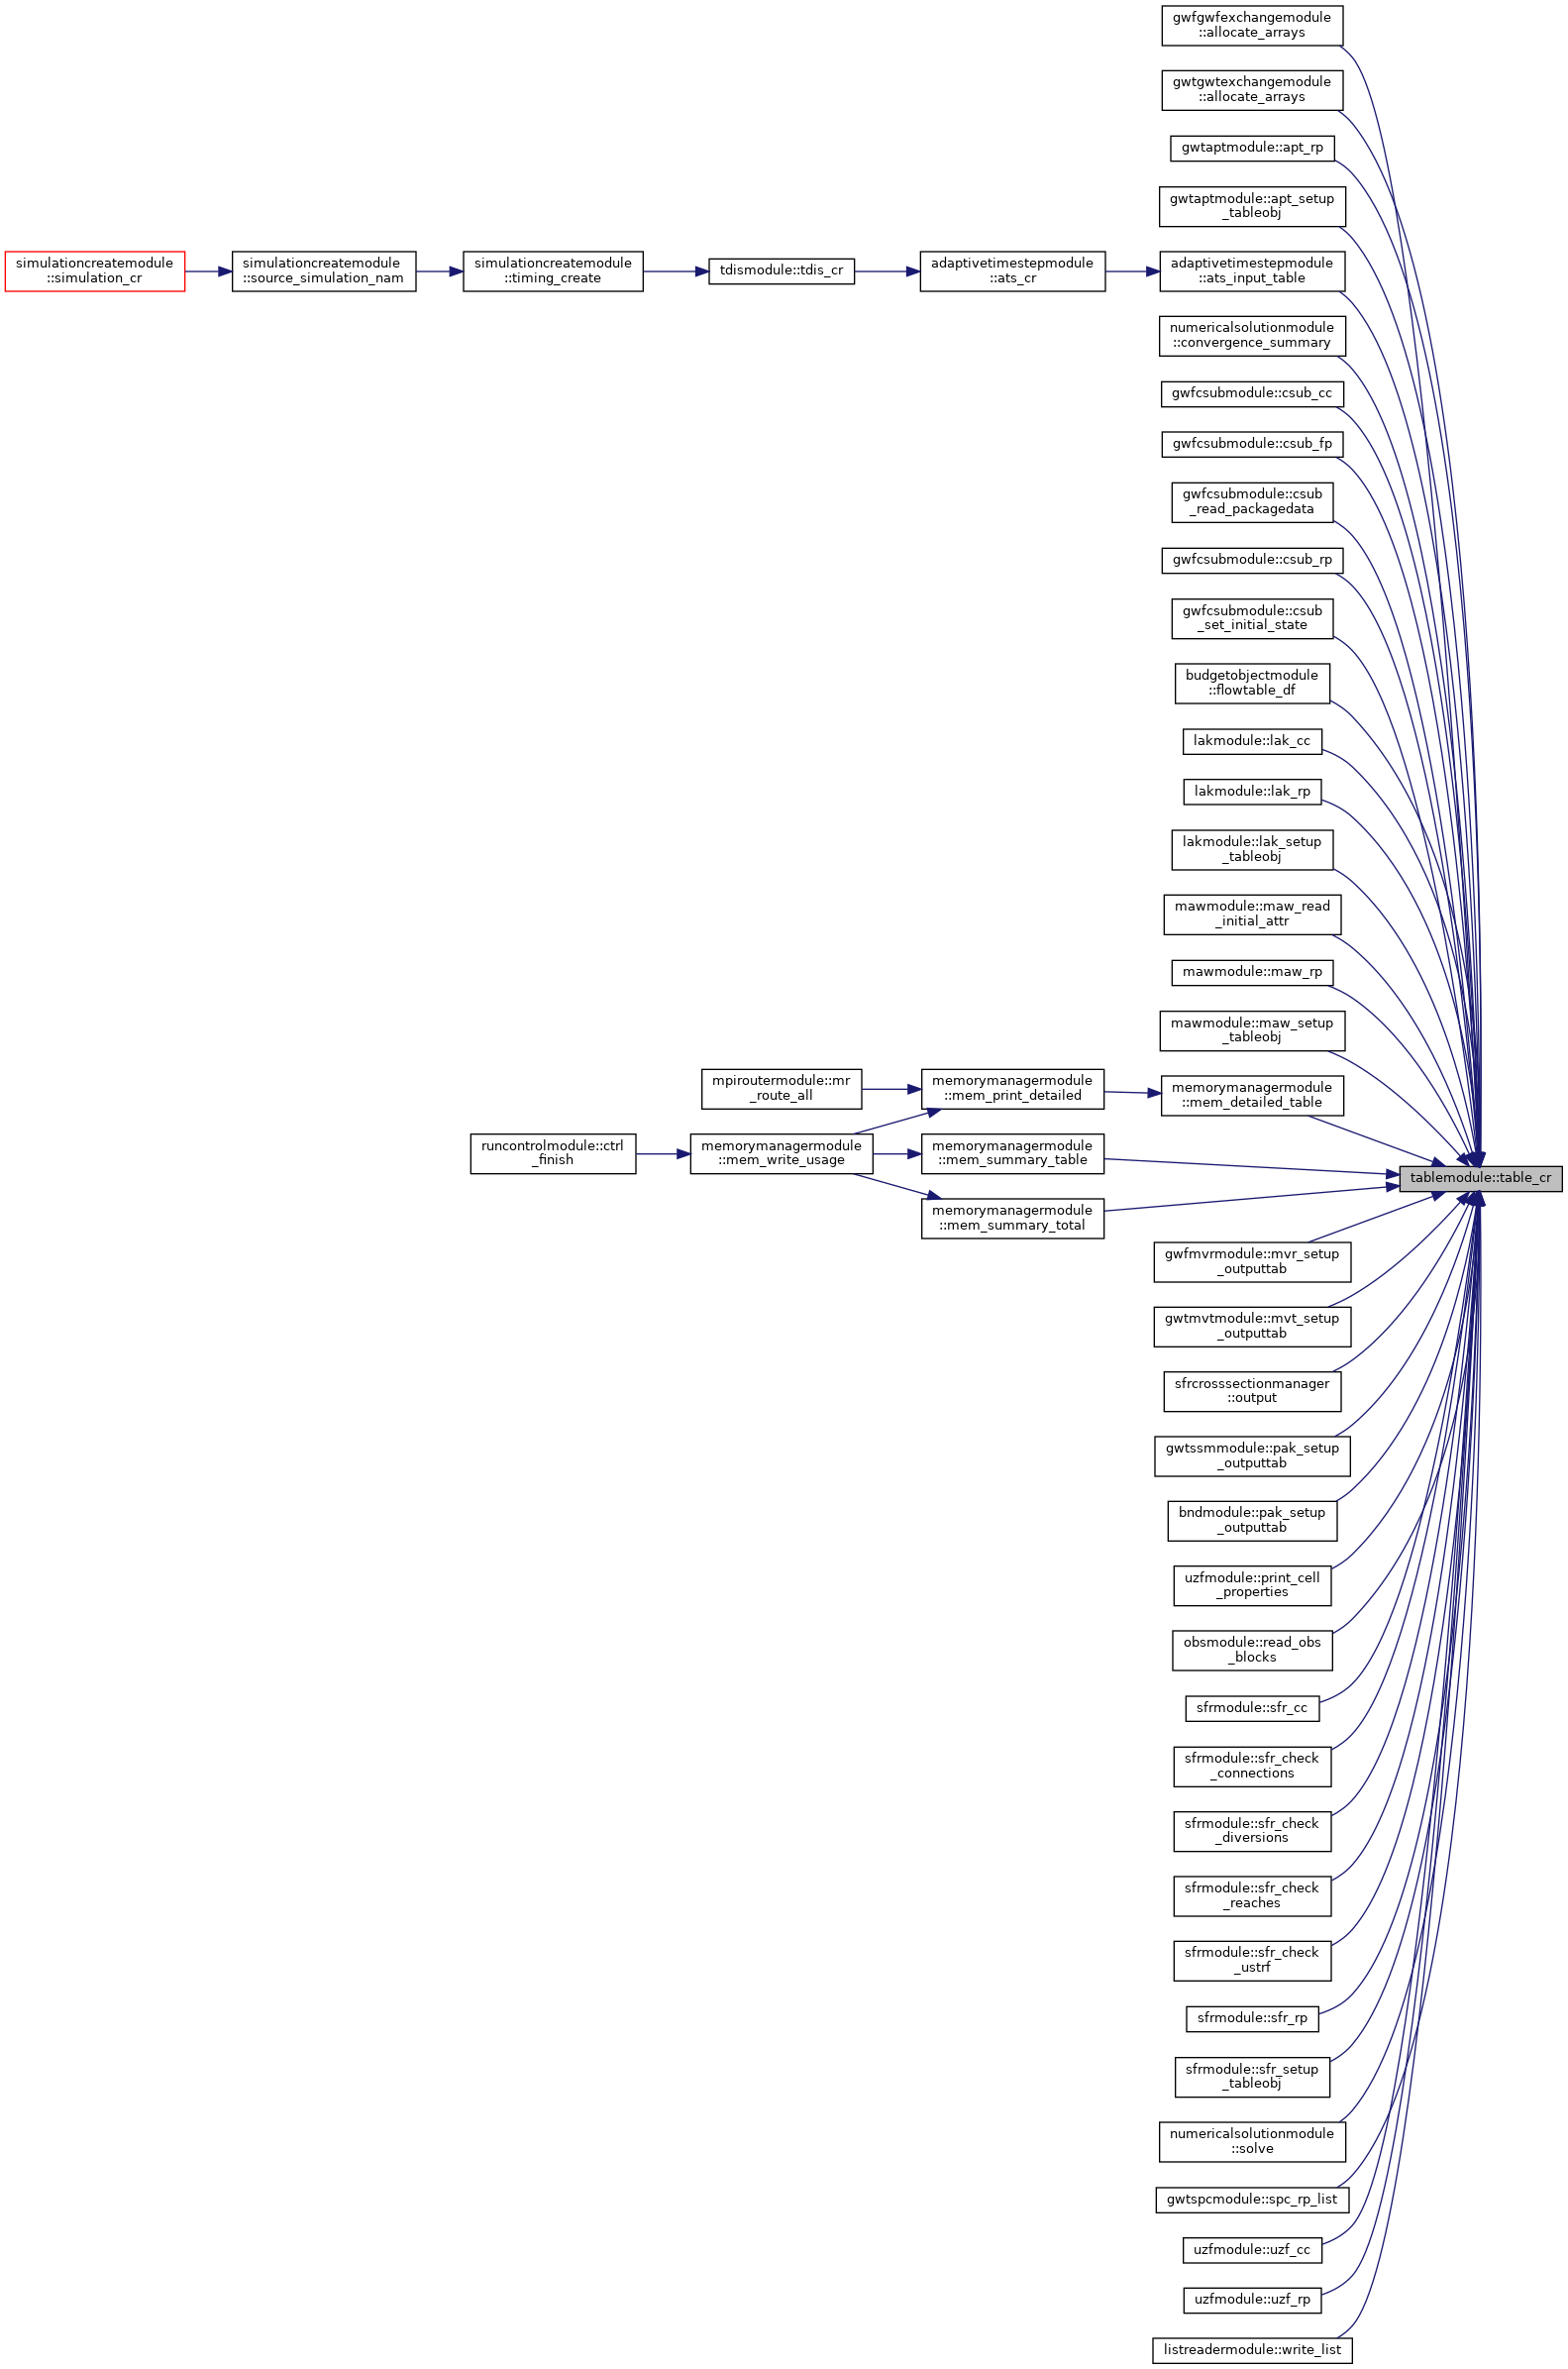 gwfgwfexchangemodule
::allocate_arrays
gwtgwtexchangemodule
::allocate_arrays
gwtaptmodule::apt_rp
gwtaptmodule::apt_setup
_tableobj
simulationcreatemodule
::simulation_cr
simulationcreatemodule
::source_simulation_nam
simulationcreatemodule
::timing_create
tdismodule::tdis_cr
adaptivetimestepmodule
::ats_cr
adaptivetimestepmodule
::ats_input_table
numericalsolutionmodule
::convergence_summary
gwfcsubmodule::csub_cc
gwfcsubmodule::csub_fp
gwfcsubmodule::csub
_read_packagedata
gwfcsubmodule::csub_rp
gwfcsubmodule::csub
_set_initial_state
budgetobjectmodule
::flowtable_df
lakmodule::lak_cc
lakmodule::lak_rp
lakmodule::lak_setup
_tableobj
mawmodule::maw_read
_initial_attr
mawmodule::maw_rp
mawmodule::maw_setup
_tableobj
mpiroutermodule::mr
_route_all
memorymanagermodule
::mem_print_detailed
memorymanagermodule
::mem_detailed_table
runcontrolmodule::ctrl
_finish
memorymanagermodule
::mem_write_usage
memorymanagermodule
::mem_summary_table
tablemodule::table_cr
memorymanagermodule
::mem_summary_total
gwfmvrmodule::mvr_setup
_outputtab
gwtmvtmodule::mvt_setup
_outputtab
sfrcrosssectionmanager
::output
gwtssmmodule::pak_setup
_outputtab
bndmodule::pak_setup
_outputtab
uzfmodule::print_cell
_properties
obsmodule::read_obs
_blocks
sfrmodule::sfr_cc
sfrmodule::sfr_check
_connections
sfrmodule::sfr_check
_diversions
sfrmodule::sfr_check
_reaches
sfrmodule::sfr_check
_ustrf
sfrmodule::sfr_rp
sfrmodule::sfr_setup
_tableobj
numericalsolutionmodule
::solve
gwtspcmodule::spc_rp_list
uzfmodule::uzf_cc
uzfmodule::uzf_rp
listreadermodule::write_list